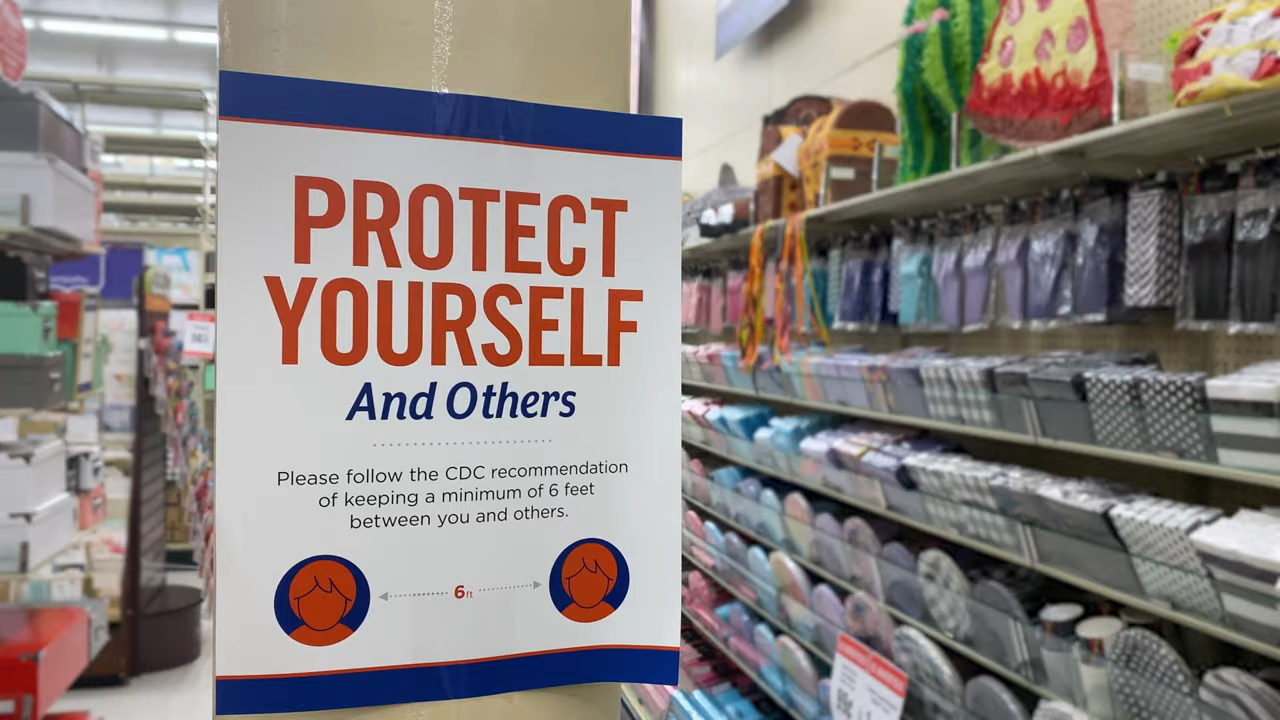 PROTECT
YOURSELF
And Others
Please follow the CDC recommendation
of keeping a minimum of 6 feet
between you and others.
6ft